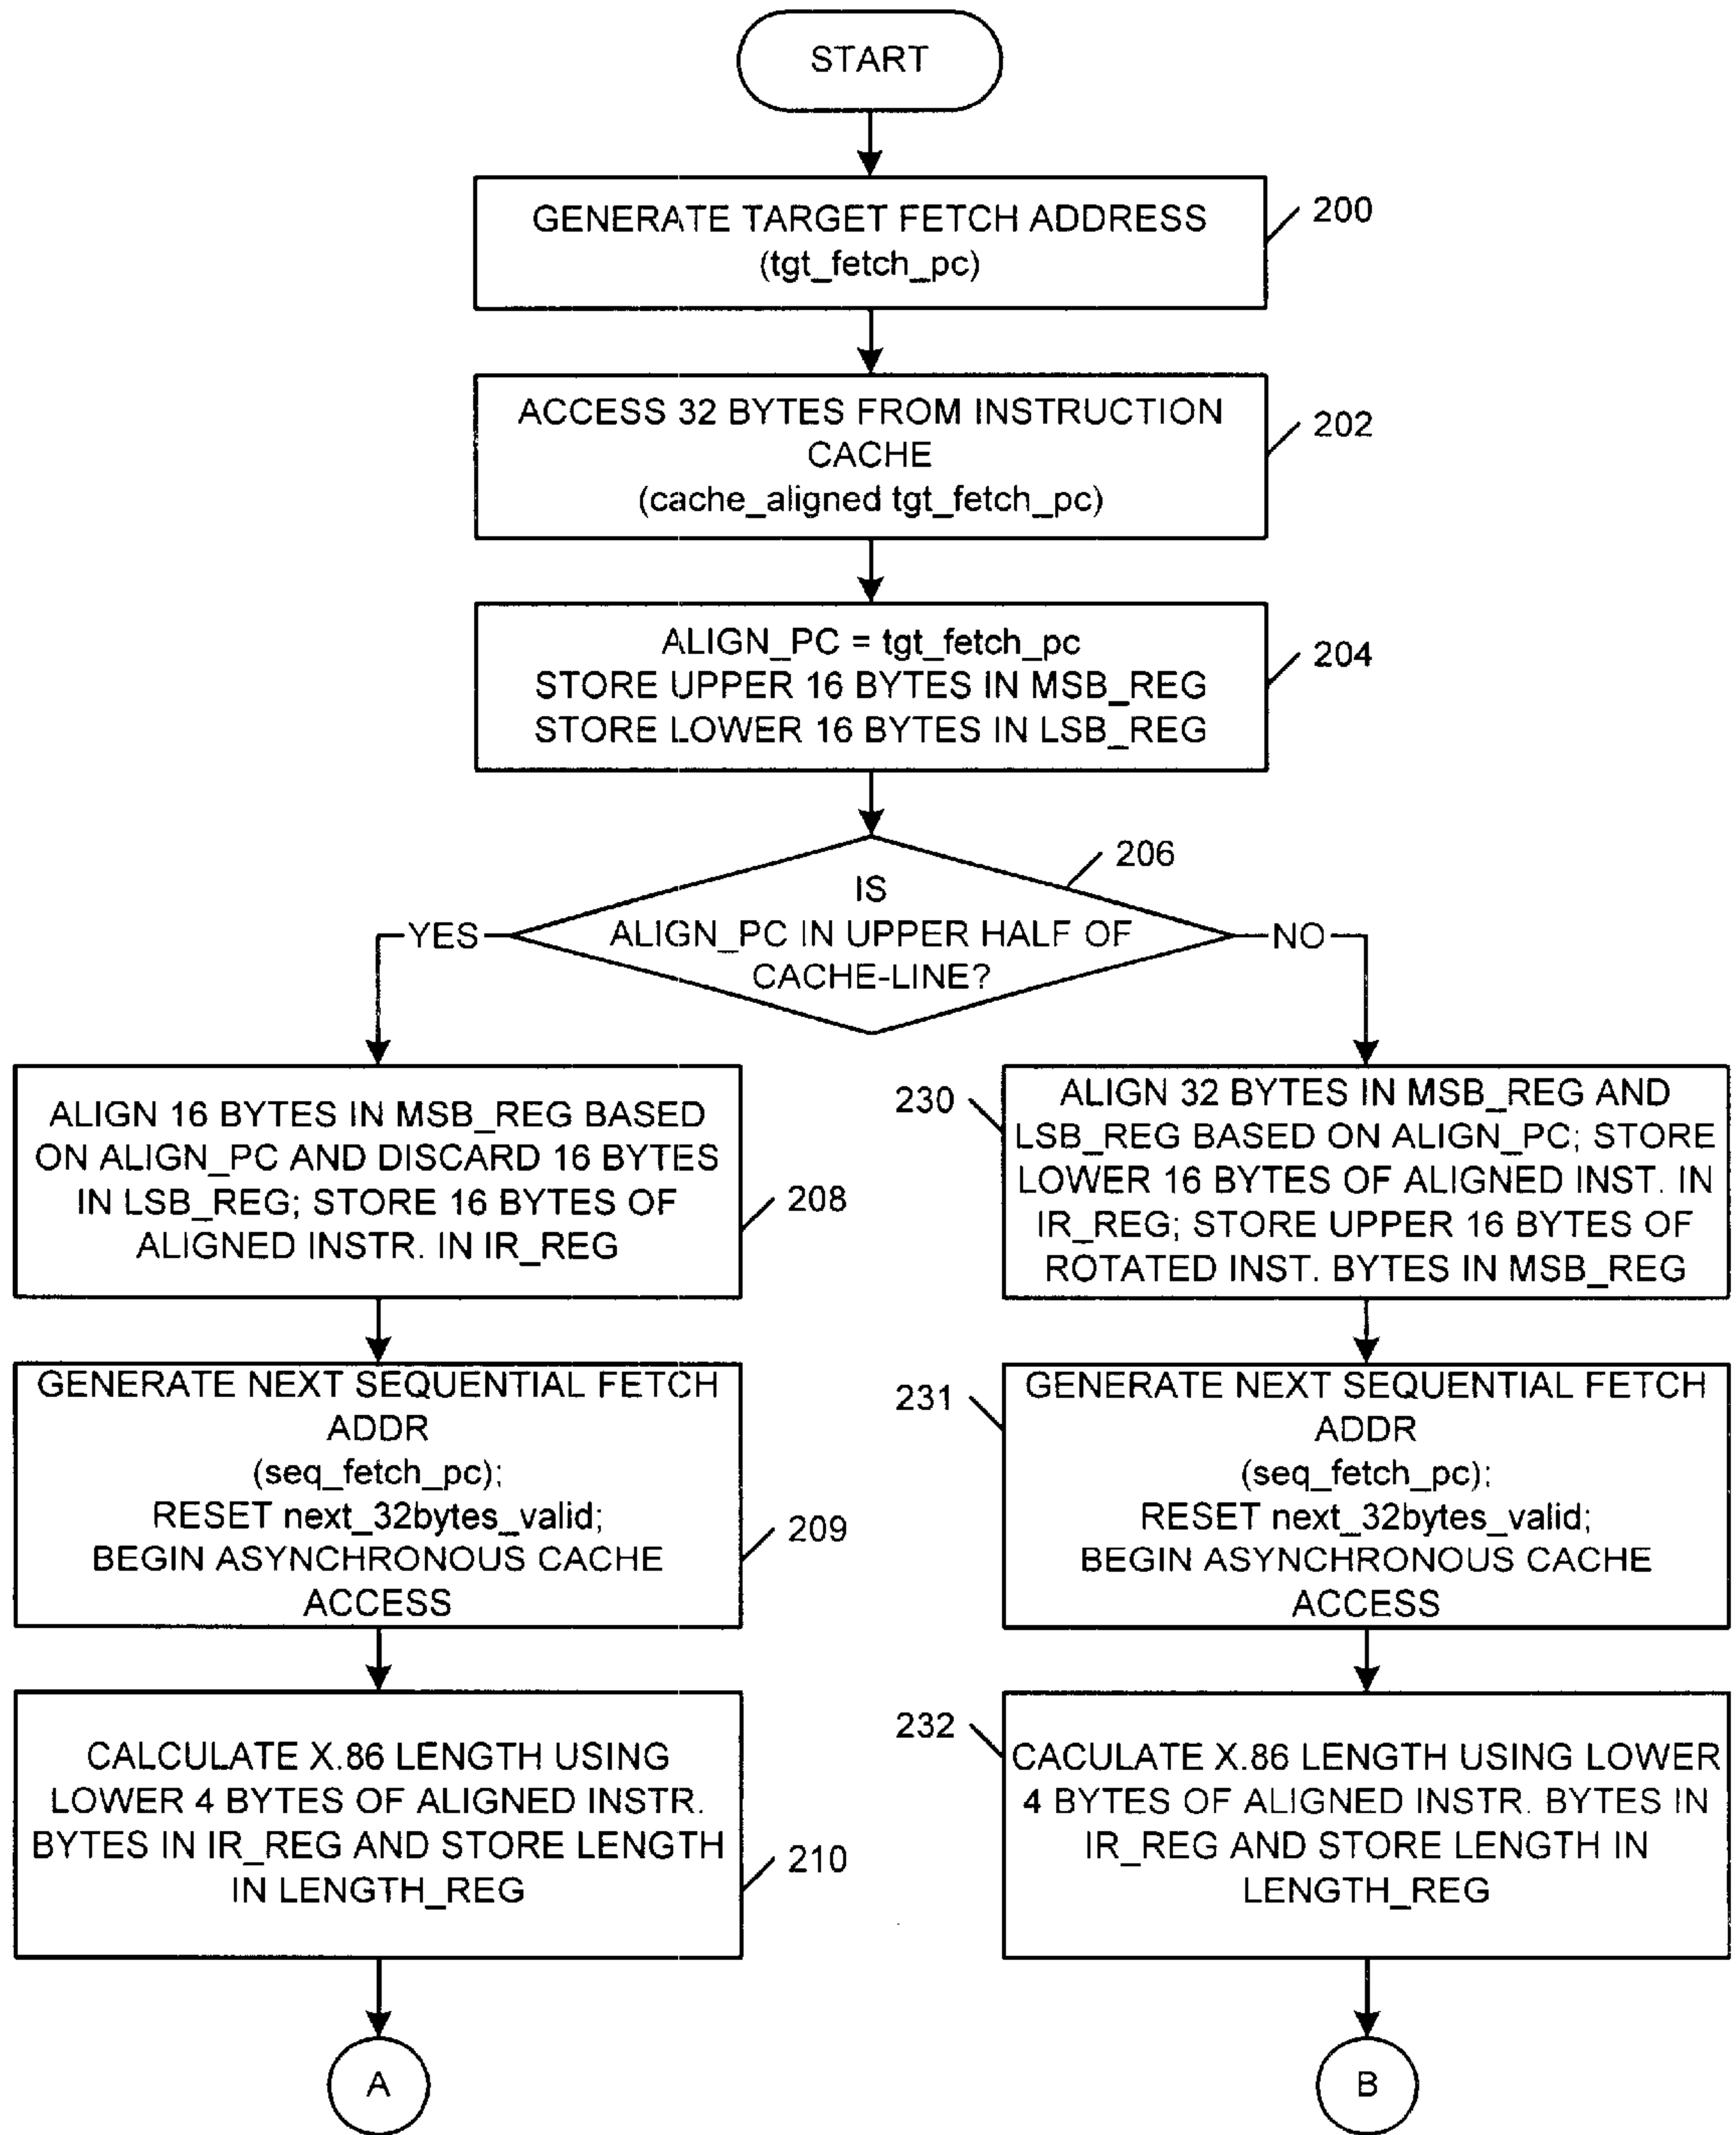 START
GENERATE TARGET FETCH ADDRESS
(tgt_fetch_pc)
200
ACCESS 32 BYTES FROM INSTRUCTION
CACHE
(cache_aligned tgt_fetch_pc)
202
ALIGN_PC = tgt_fetch_pc
STORE UPPER 16 BYTES IN MSB_REG
STORE LOWER 16 BYTES IN LSB_REG
204
206
IS
ALIGN_PC IN UPPER HALF OF
CACHE-LINE?
YES
NO
ALIGN 16 BYTES IN MSB_REG BASED
ON ALIGN_PC AND DISCARD 16 BYTES
IN LSB_REG; STORE 16 BYTES OF
ALIGNED INSTR. IN IR_REG
208
GENERATE NEXT SEQUENTIAL FETCH
ADDR
(seq_fetch_pc);
RESET next_32bytes_valid;
BEGIN ASYNCHRONOUS CACHE
ACCESS
209
CALCULATE X.86 LENGTH USING
LOWER 4 BYTES OF ALIGNED INSTR.
BYTES IN IR_REG AND STORE LENGTH
IN LENGTH_REG
210
A
230
ALIGN 32 BYTES IN MSB_REG AND
LSB_REG BASED ON ALIGN_PC; STORE
LOWER 16 BYTES OF ALIGNED INST. IN
IR_REG; STORE UPPER 16 BYTES OF
ROTATED INST. BYTES IN MSB_REG
231
GENERATE NEXT SEQUENTIAL FETCH
ADDR
(seq_fetch_pc);
RESET next_32bytes_valid;
BEGIN ASYNCHRONOUS CACHE
ACCESS
232
CACULATE X.86 LENGTH USING LOWER
4 BYTES OF ALIGNED INSTR. BYTES IN
IR_REG AND STORE LENGTH IN
LENGTH_REG
B